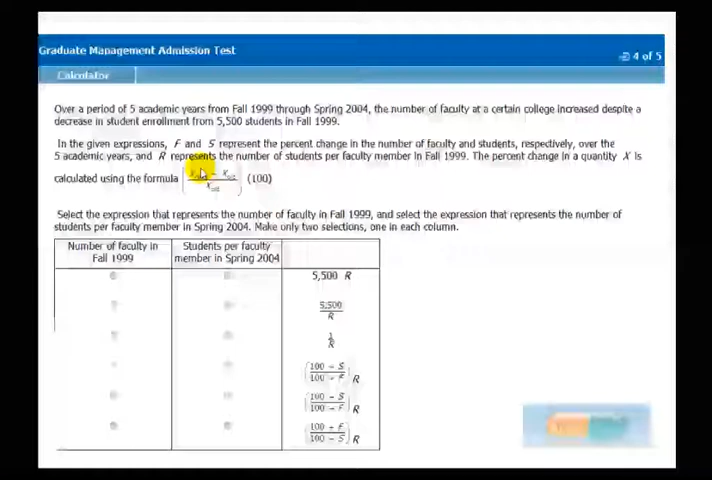 Graduate Management Admission Test
4 of 5
Calculator
Over a period of 5 academic years from Fall 1999 through Spring 2004, the number of faculty at a certain college increased despite a
decrease in student enrollment from 5,500 students in Fall 1999.
In the given expressions, F and S represent the percent change in the number of faculty and students, respectively, over the
5 academic years, and R represents the number of students per faculty member in Fall 1999. The percent change in a quantity X is
calculated using the formula (100)
Select the expression that represents the number of faculty in Fall 1999, and select the expression that represents the number of
students per faculty member in Spring 2004. Make only two selections, one in each column.
Number of faculty in Fall 1999
Students per faculty member in Spring 2004
5,500 R
5,500
R
1
R
100 - S
R
100 - S
R
100 + F
100 - S
R